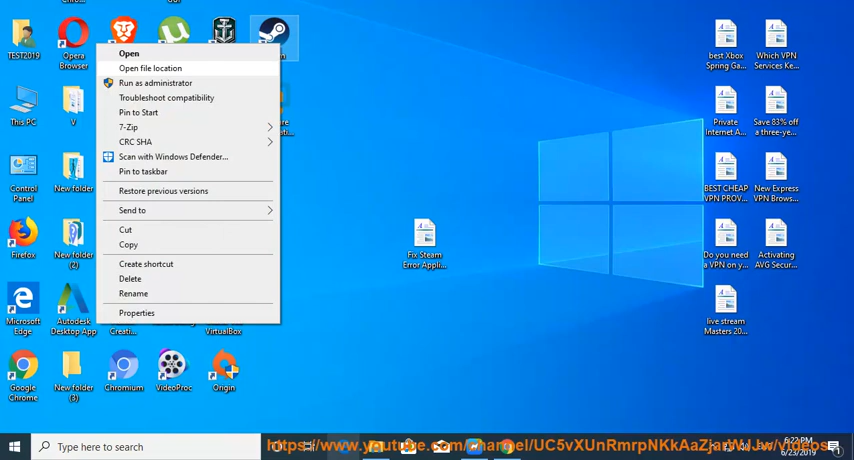 TEST2019
Opera
Browser
This PC
V
Control
Panel
New folder
Firefox
New folder
(2)
Microsoft
Edge
Autodesk
Desktop App
Creati...
VirtualBox
Google
Chrome
New folder
(3)
Chromium
VideoProc
Origin
Open
Open file location
Run as administrator
Troubleshoot compatibility
Pin to Start
7-Zip
CRC SHA
Scan with Windows Defender...
Pin to taskbar
Restore previous versions
Send to
Cut
Copy
Create shortcut
Delete
Rename
Properties
Fix Steam
Error Appli...
best Xbox
Spring Ga...
Which VPN
Services Ke...
Private
Internet A...
Save 83% off
a three-ye...
BEST CHEAP
VPN PROV...
New Express
VPN Brows...
Do you need
a VPN on y...
Activating
AVG Secur...
live stream
Masters 20...
Type here to search
6:22 PM
6/23/2019